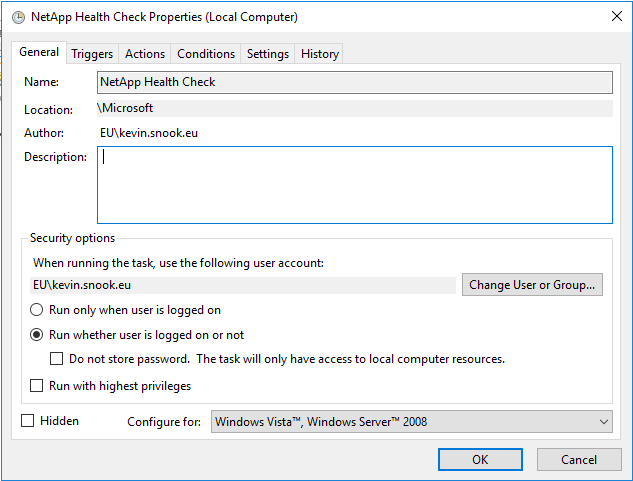 NetApp Health Check Properties (Local Computer)
General Triggers Actions Conditions Settings History
Name: NetApp Health Check
Location: \Microsoft
Author: EU\kevin.snook.eu
Description:
Security options
When running the task, use the following user account:
EU\kevin.snook.eu Change User or Group...
Run only when user is logged on
Run whether user is logged on or not
Do not store password. The task will only have access to local computer resources.
Run with highest privileges
Hidden Configure for: Windows Vista™, Windows Server™ 2008
OK Cancel